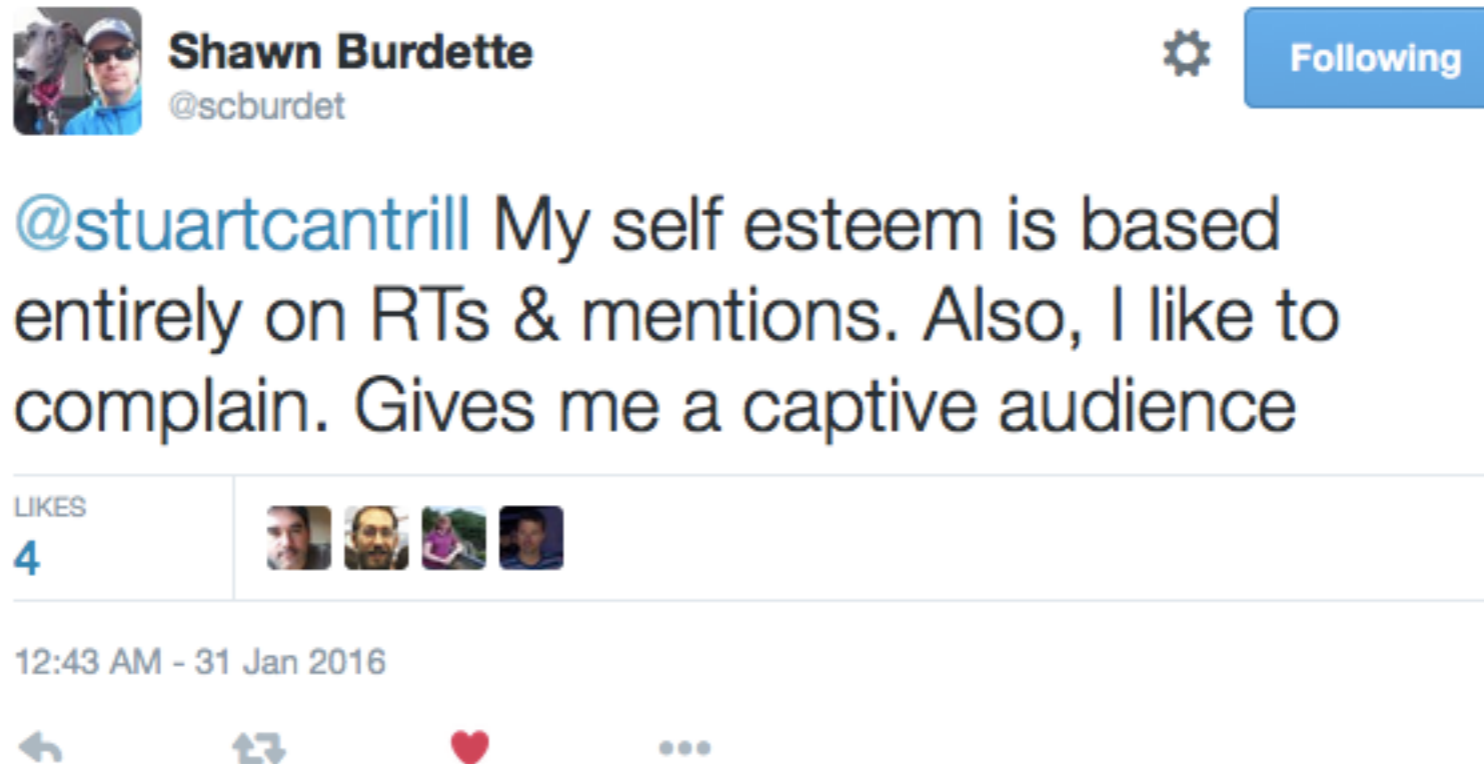 Shawn Burdette
@scburdet
Following
@stuartcantrill My self esteem is based
entirely on RTs & mentions. Also, I like to
complain. Gives me a captive audience
LIKES
4
12:43 AM - 31 Jan 2016